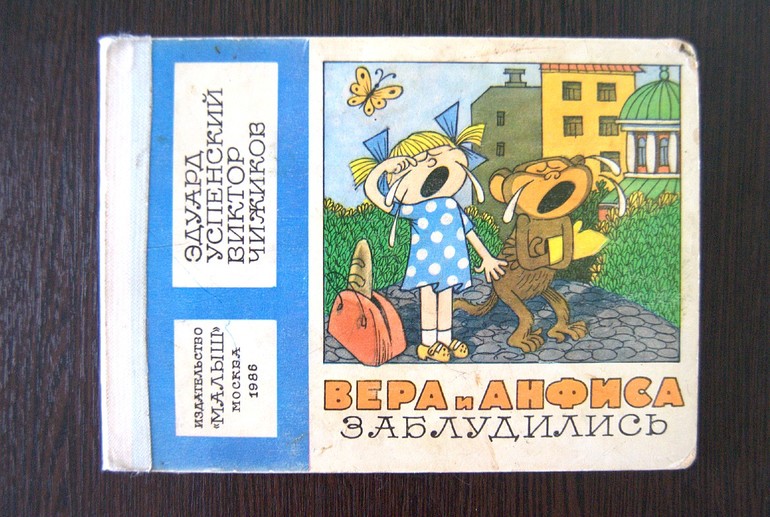 ЭДУАРД
УСПЕНСКИЙ
ВИКТОР
ЧИЖИКОВ
ИЗДАТЕЛЬСТВО
«МАЛЫШ»
МОСКВА
1986
ВЕРА и АНФИСА
ЗАБЛУДИЛИСЬ